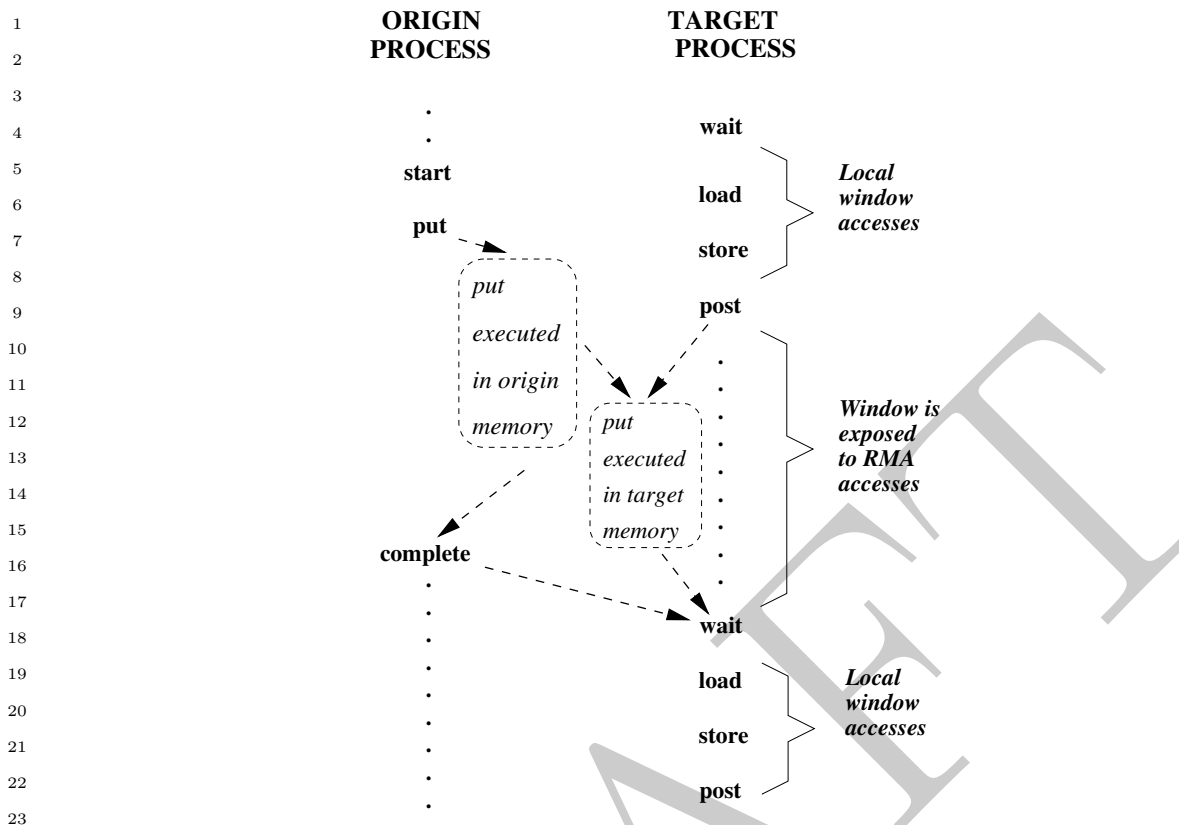 1
2
3
4
5
6
7
8
9
10
11
12
13
14
15
16
17
18
19
20
21
22
23
ORIGIN
PROCESS
start
put
put
executed
in origin
memory
complete
TARGET
PROCESS
wait
load
store
post
put
executed
in target
memory
wait
load
store
post
Local
window
accesses
Window is
exposed
to RMA
accesses
Local
window
accesses